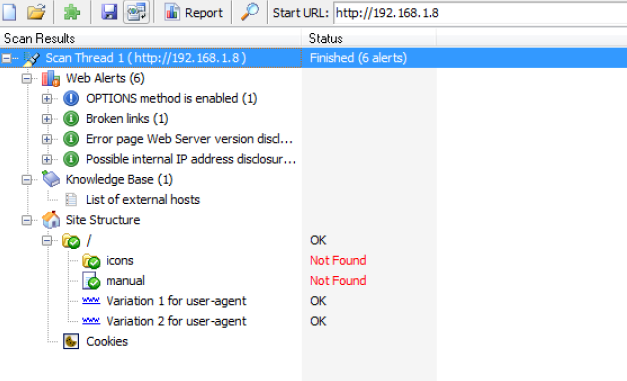 Report Start URL: http://192.168.1.8
Scan Results Status
Scan Thread 1 ( http://192.168.1.8 ) Finished (6 alerts)
Web Alerts (6)
OPTIONS method is enabled (1)
Broken links (1)
Error page Web Server version discl...
Possible internal IP address disclosur...
Knowledge Base (1)
List of external hosts
Site Structure
/ OK
icons Not Found
manual Not Found
Variation 1 for user-agent OK
Variation 2 for user-agent OK
Cookies